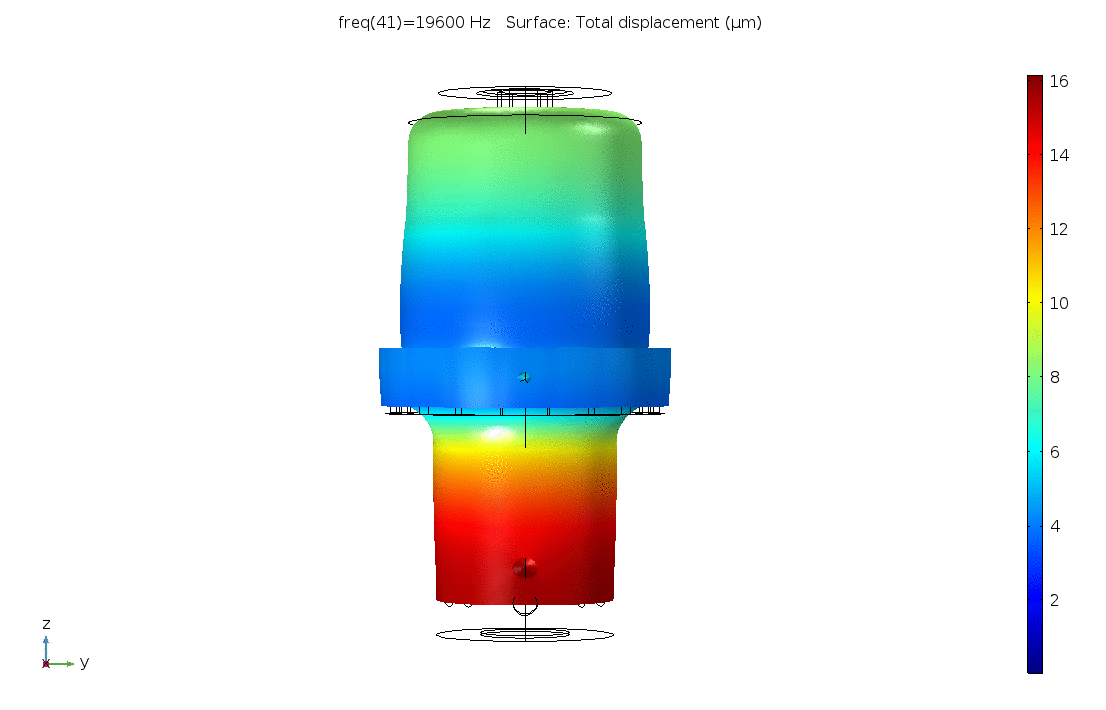 freq(41)=19600 Hz   Surface: Total displacement (μm)
16
14
12
10
8
6
4
2
z
y
x